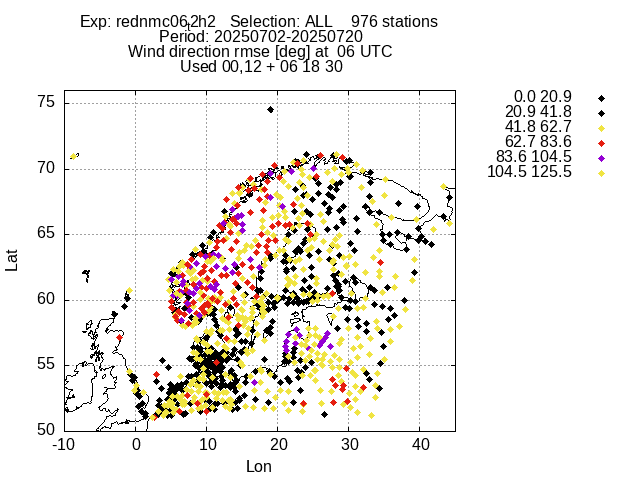 Exp: rednmc06t2h2 Selection: ALL 976 stations
Period: 20250702-20250720
Wind direction rmse [deg] at 06 UTC
Used 00,12 + 06 18 30
0.0 20.9
20.9 41.8
41.8 62.7
62.7 83.6
83.6 104.5
104.5 125.5
75
70
65
60
55
50
Lat
-10 0 10 20 30 40
Lon